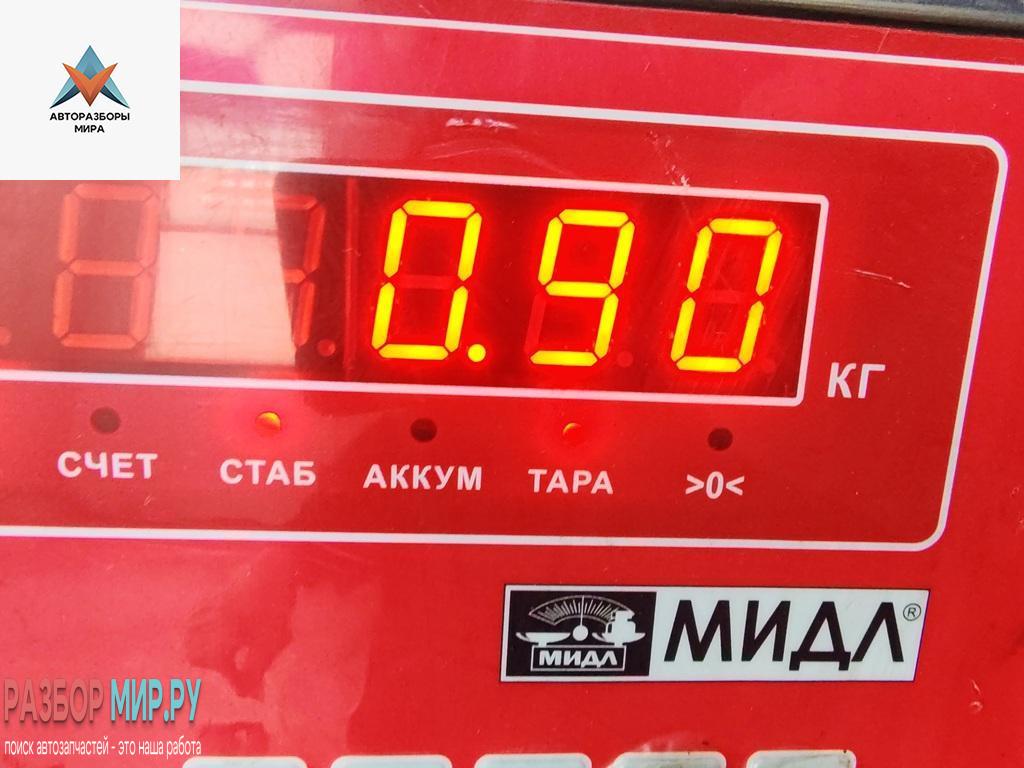 АВТОРАЗБОРЫ
МИРА
0.90
КГ
СЧЕТ СТАБ АККУМ ТАРА >0<
МИДЛ МИДЛ®
РАЗБОР МИР.РУ
поиск автозапчастей - это наша работа